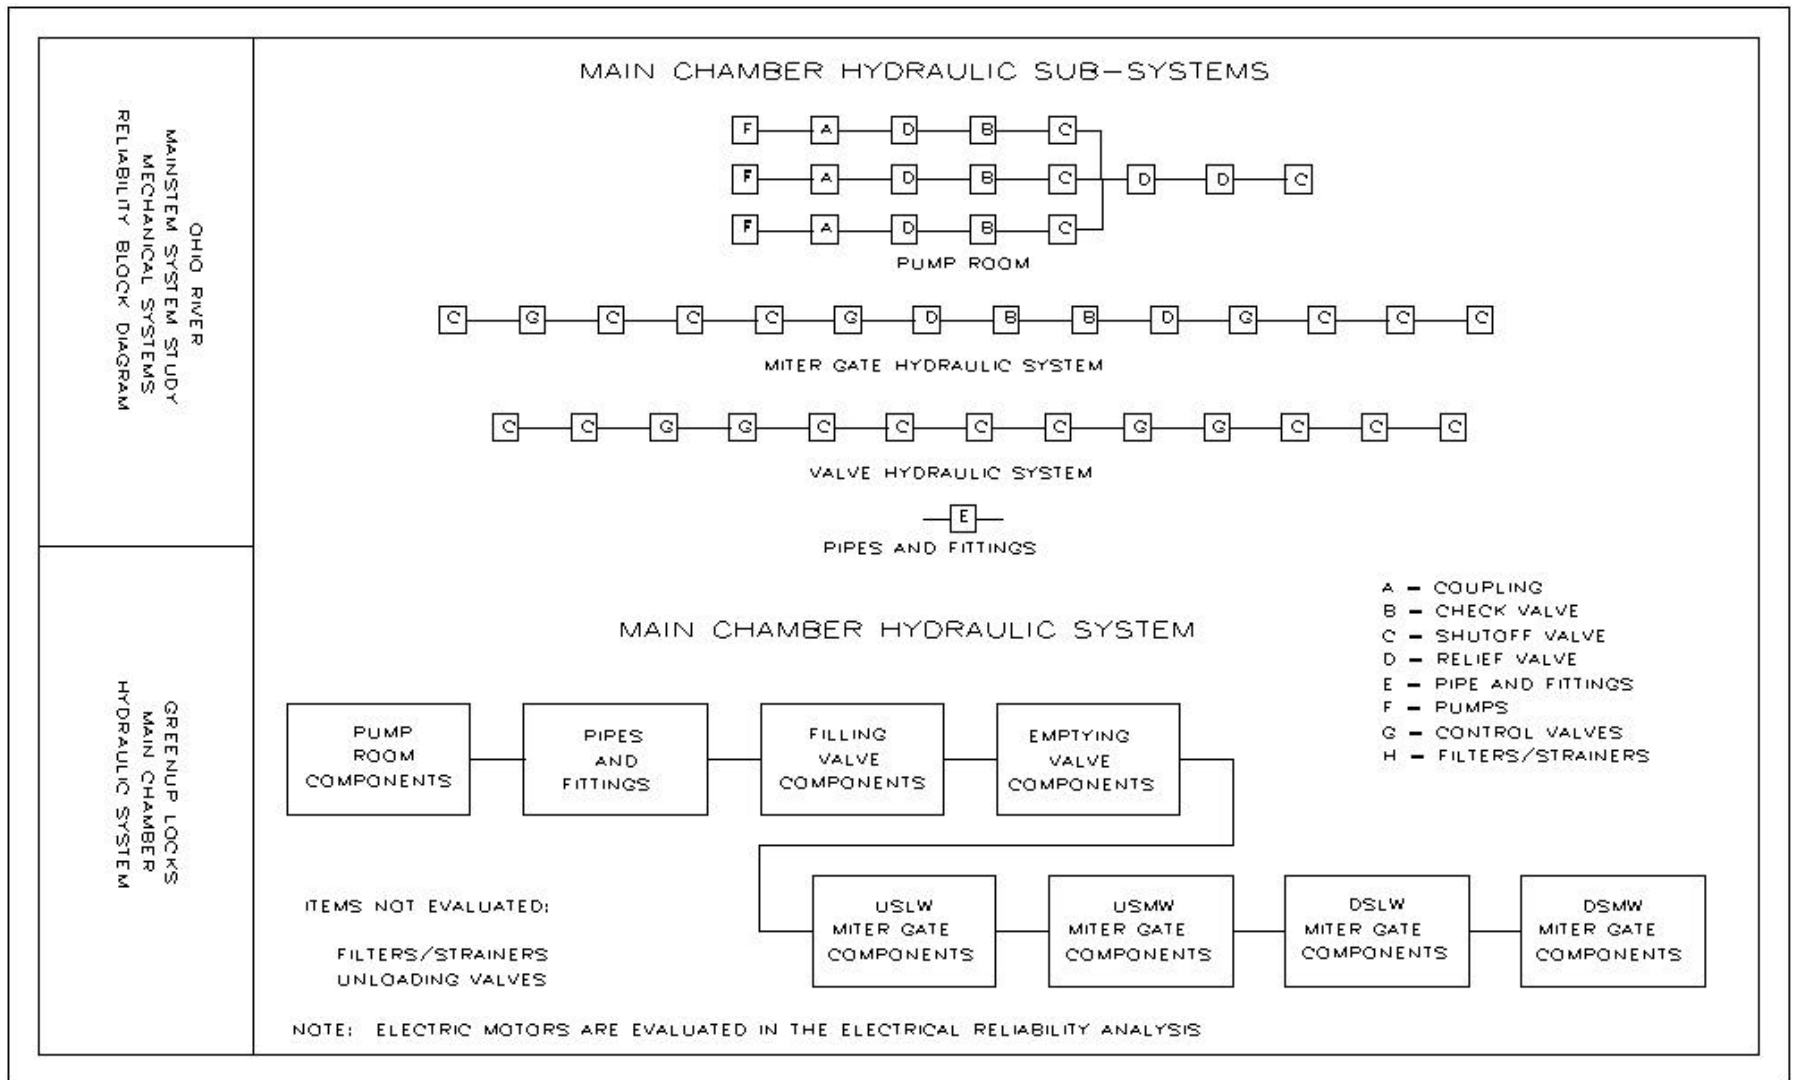 OHIO RIVER
MAINSTEM SYSTEM STUDY
MECHANICAL SYSTEMS
RELIABILITY BLOCK DIAGRAM
GREENUP LOCKS
MAIN CHAMBER
HYDRAULIC SYSTEM
MAIN CHAMBER HYDRAULIC SUB-SYSTEMS
F A D B C
F A D B C D D C
F A D B C
PUMP ROOM
C G C C C G D B B D G C C C
MITER GATE HYDRAULIC SYSTEM
C C G G C C C C G G C C C
VALVE HYDRAULIC SYSTEM
E
PIPES AND FITTINGS
A - COUPLING
B - CHECK VALVE
C - SHUTOFF VALVE
D - RELIEF VALVE
E - PIPE AND FITTINGS
F - PUMPS
G - CONTROL VALVES
H - FILTERS/STRAINERS
MAIN CHAMBER HYDRAULIC SYSTEM
PUMP
ROOM
COMPONENTS
PIPES
AND
FITTINGS
FILLING
VALVE
COMPONENTS
EMPTYING
VALVE
COMPONENTS
USLW
MITER GATE
COMPONENTS
USMW
MITER GATE
COMPONENTS
DSLW
MITER GATE
COMPONENTS
DSMW
MITER GATE
COMPONENTS
ITEMS NOT EVALUATED:
FILTERS/STRAINERS
UNLOADING VALVES
NOTE: ELECTRIC MOTORS ARE EVALUATED IN THE ELECTRICAL RELIABILITY ANALYSIS